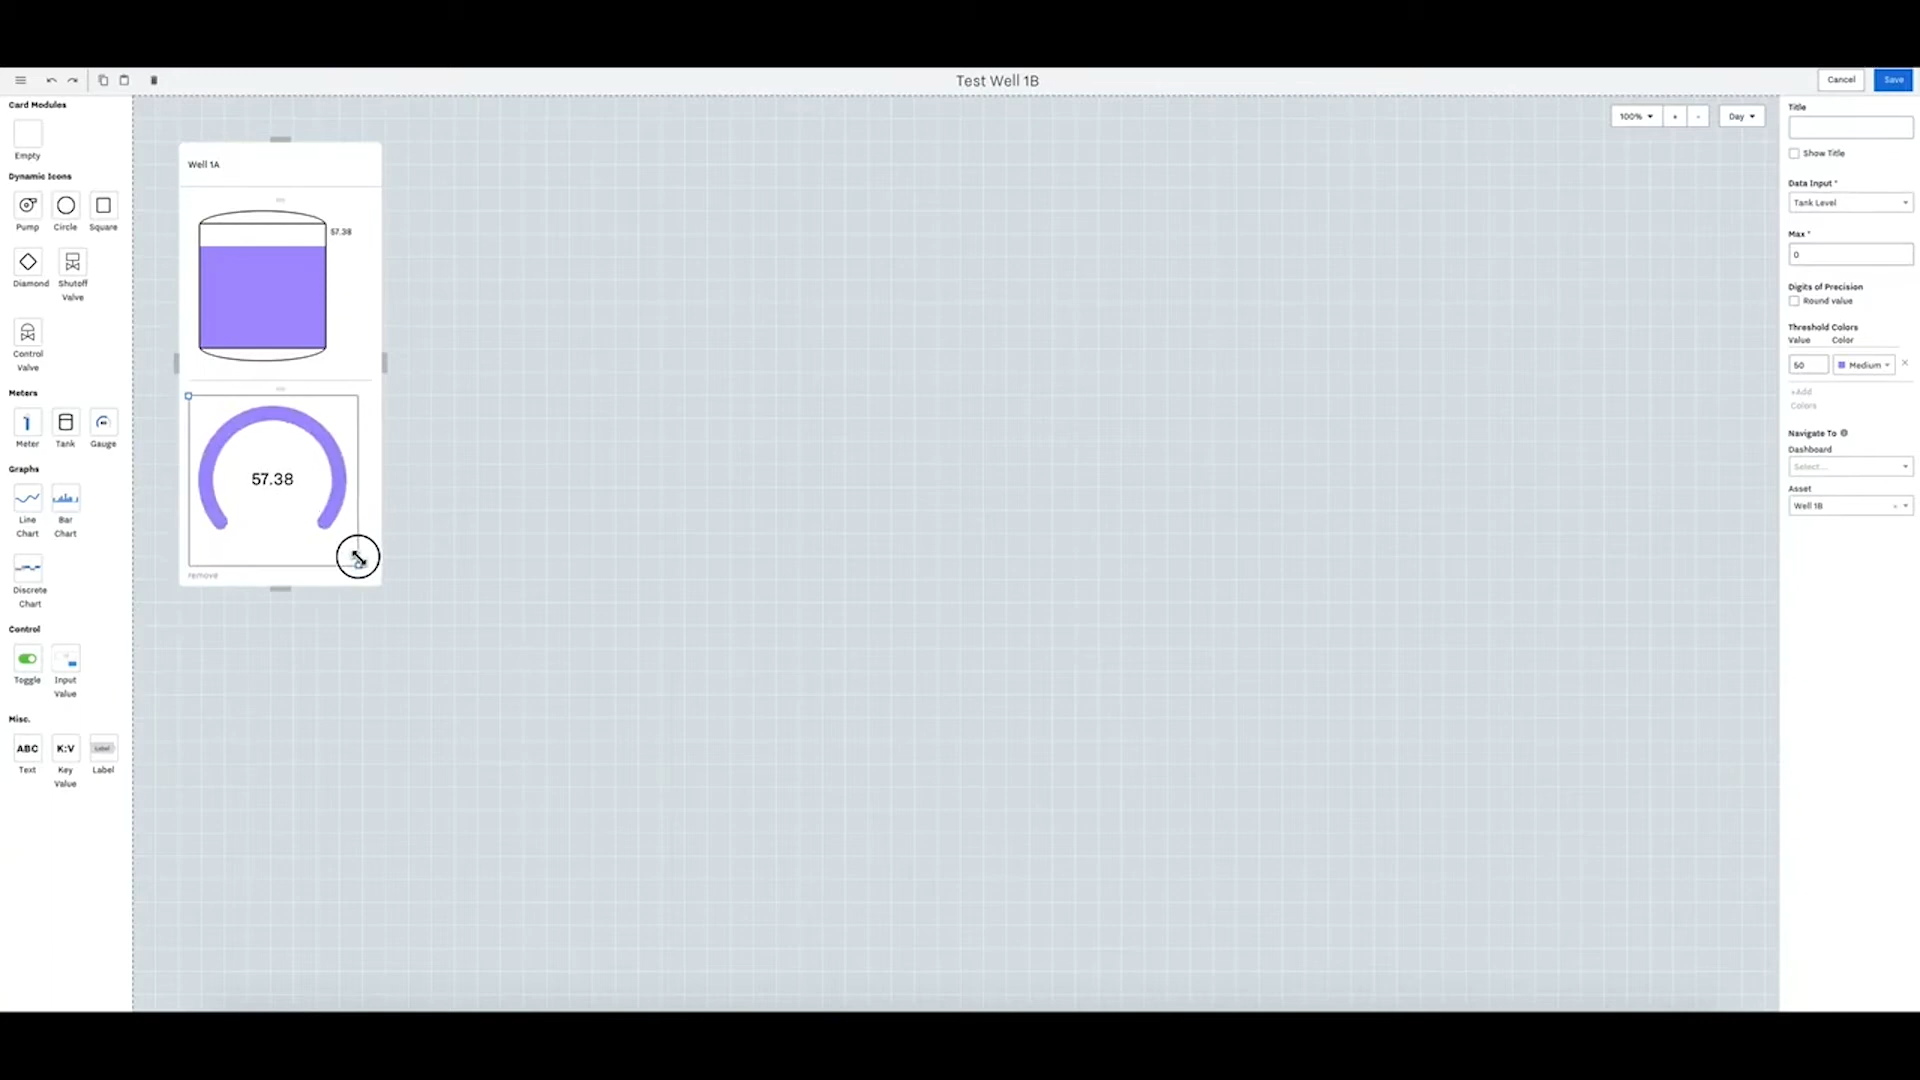 Test Well 1B
Cancel
Save
Card Modules
Empty
Dynamic Icons
Pump
Circle
Square
Diamond
Shutoff
Valve
Control
Valve
Meters
Meter
Tank
Gauge
Graphs
Line
Chart
Bar
Chart
Discrete
Chart
Control
Toggle
Input
Value
Misc.
ABC
K:V
Label
Text
Key
Value
Label
Well 1A
57.38
57.38
remove
100%
+
-
Day
Title
Show Title
Data Input *
Tank Level
Max *
0
Digits of Precision
Round value
Threshold Colors
Value Color
50
Medium
+Add
Colors
Navigate To
Dashboard
Select...
Asset
Well 1B